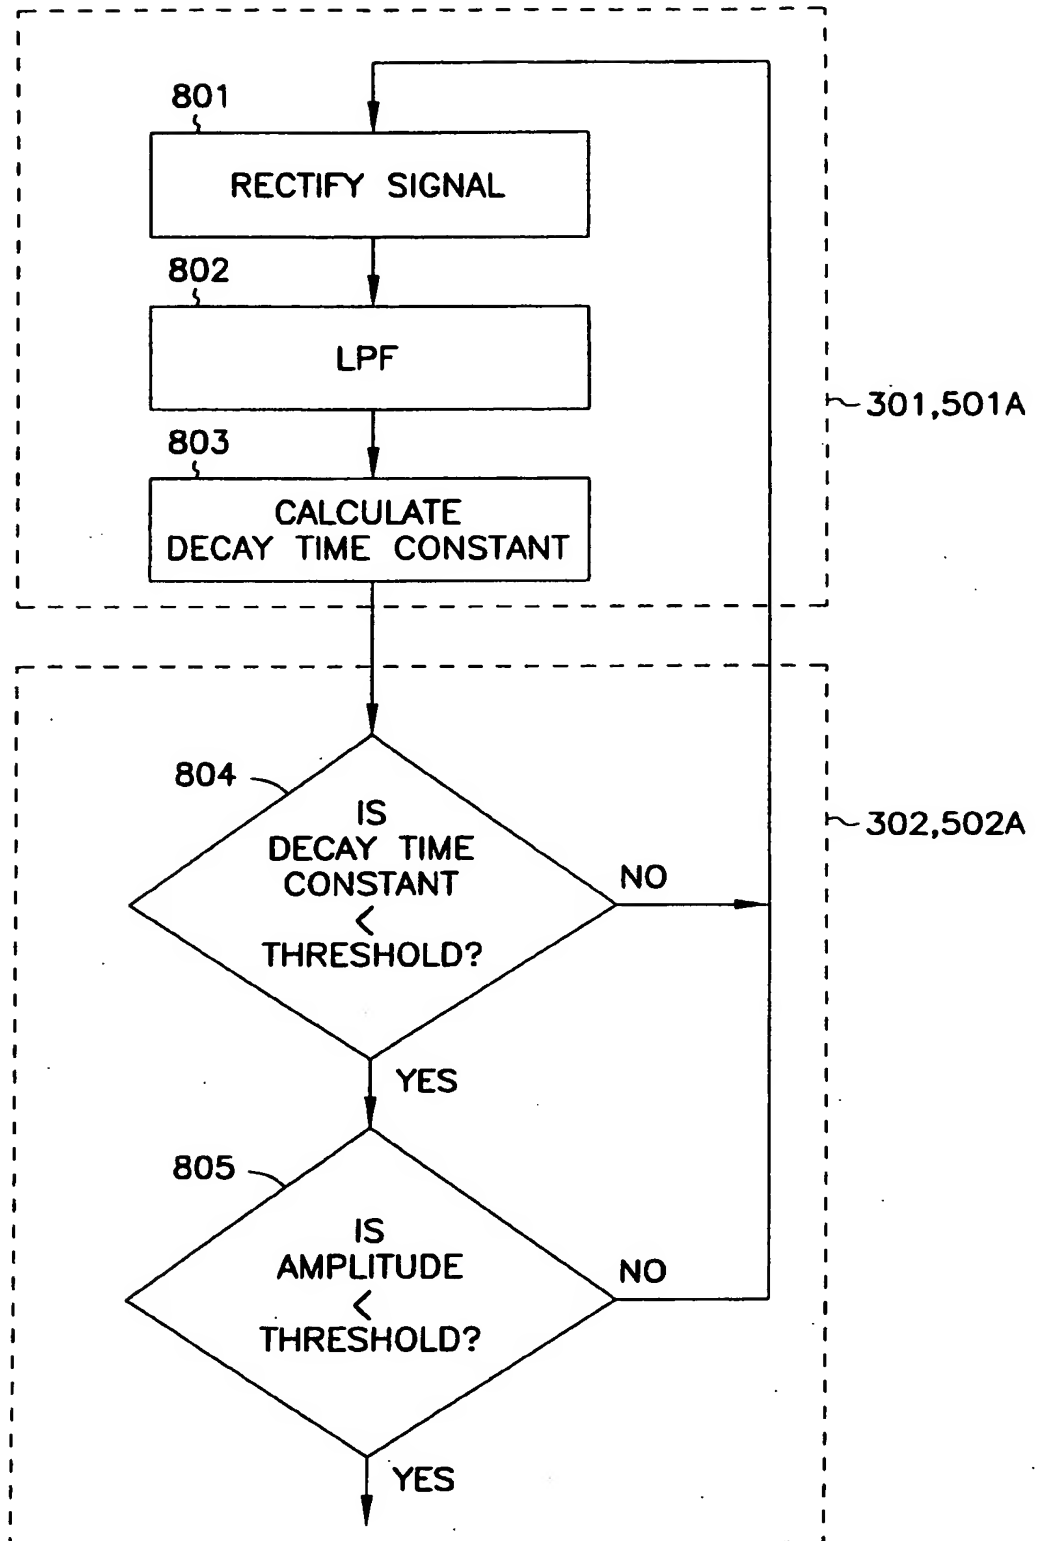 801
RECTIFY SIGNAL
802
LPF
301,501A
803
CALCULATE
DECAY TIME CONSTANT
804
IS
DECAY TIME
CONSTANT
<
THRESHOLD?
NO
302,502A
YES
805
IS
AMPLITUDE
<
THRESHOLD?
NO
YES